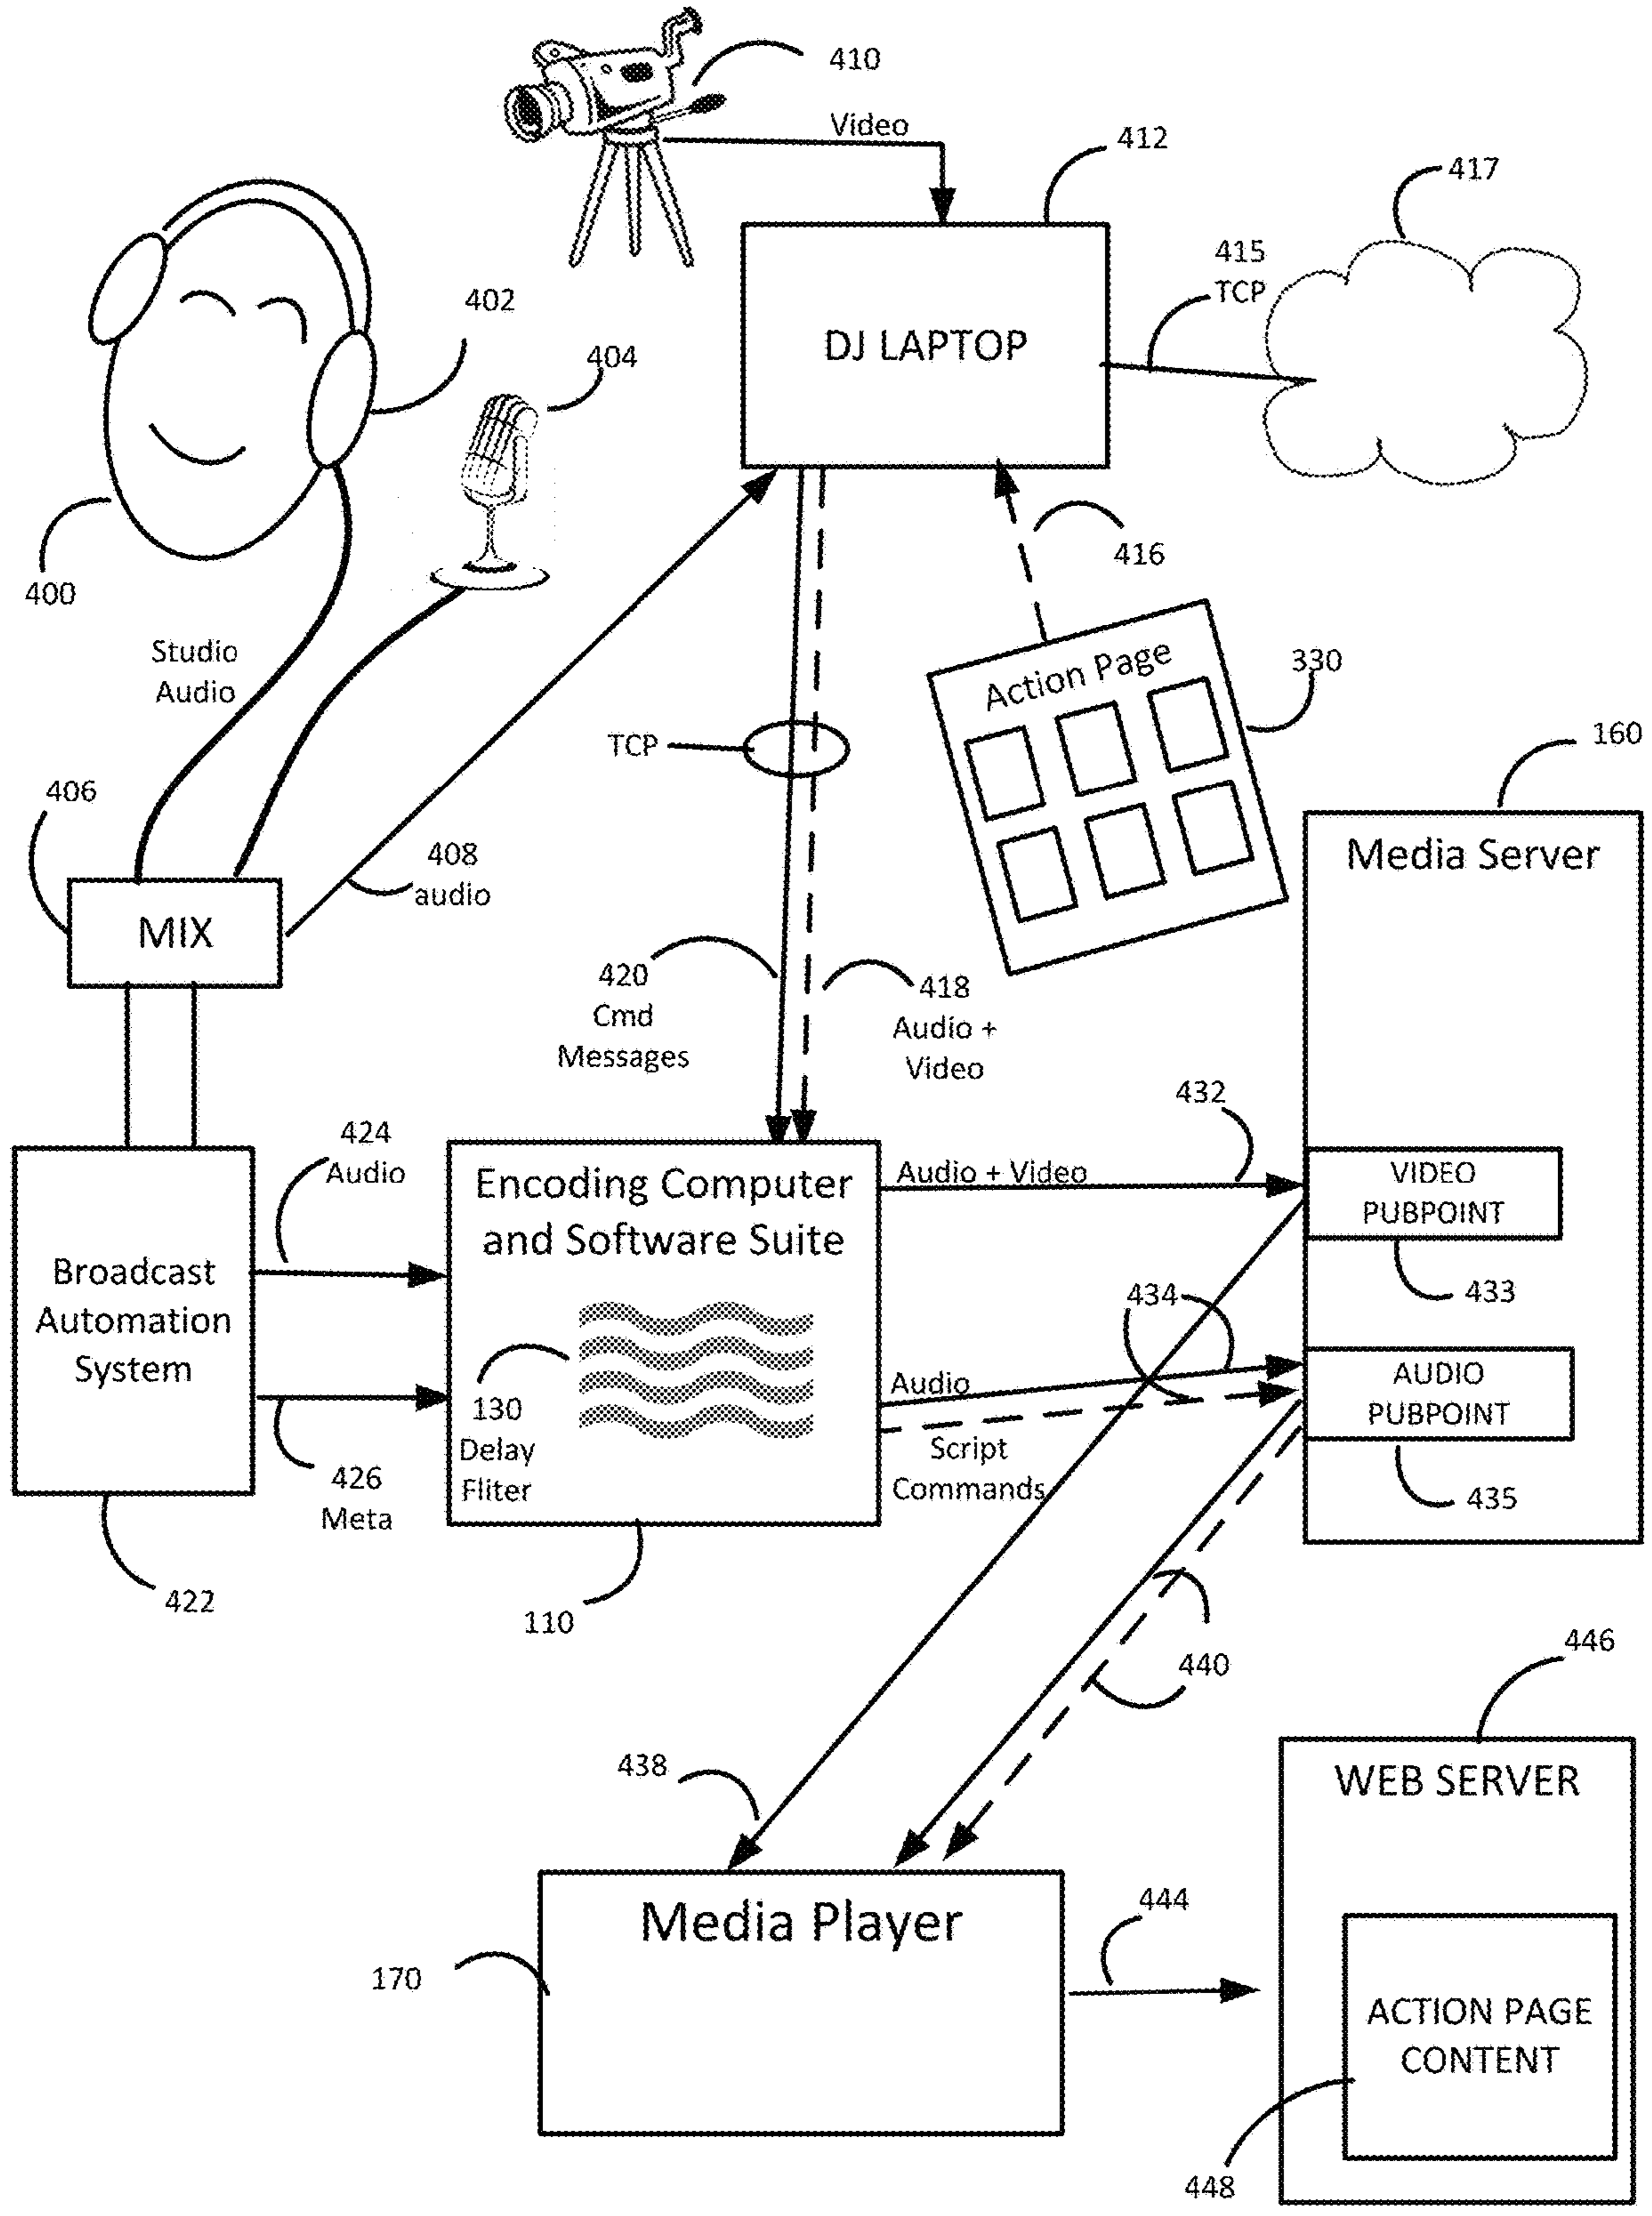 410
Video
412
417
415
TCP
DJ LAPTOP
402
404
400
416
Studio
Audio
Action Page
330
TCP
160
406
Media Server
408
audio
MIX
420
Cmd
Messages
418
Audio +
Video
432
424
Audio
Audio + Video
Encoding Computer
and Software Suite
VIDEO
PUBPOINT
433
434
Broadcast
Automation
System
Audio
AUDIO
PUBPOINT
130
Delay
Fliter
Script
Commands
426
Meta
435
422
110
446
440
438
WEB SERVER
444
Media Player
170
ACTION PAGE
CONTENT
448